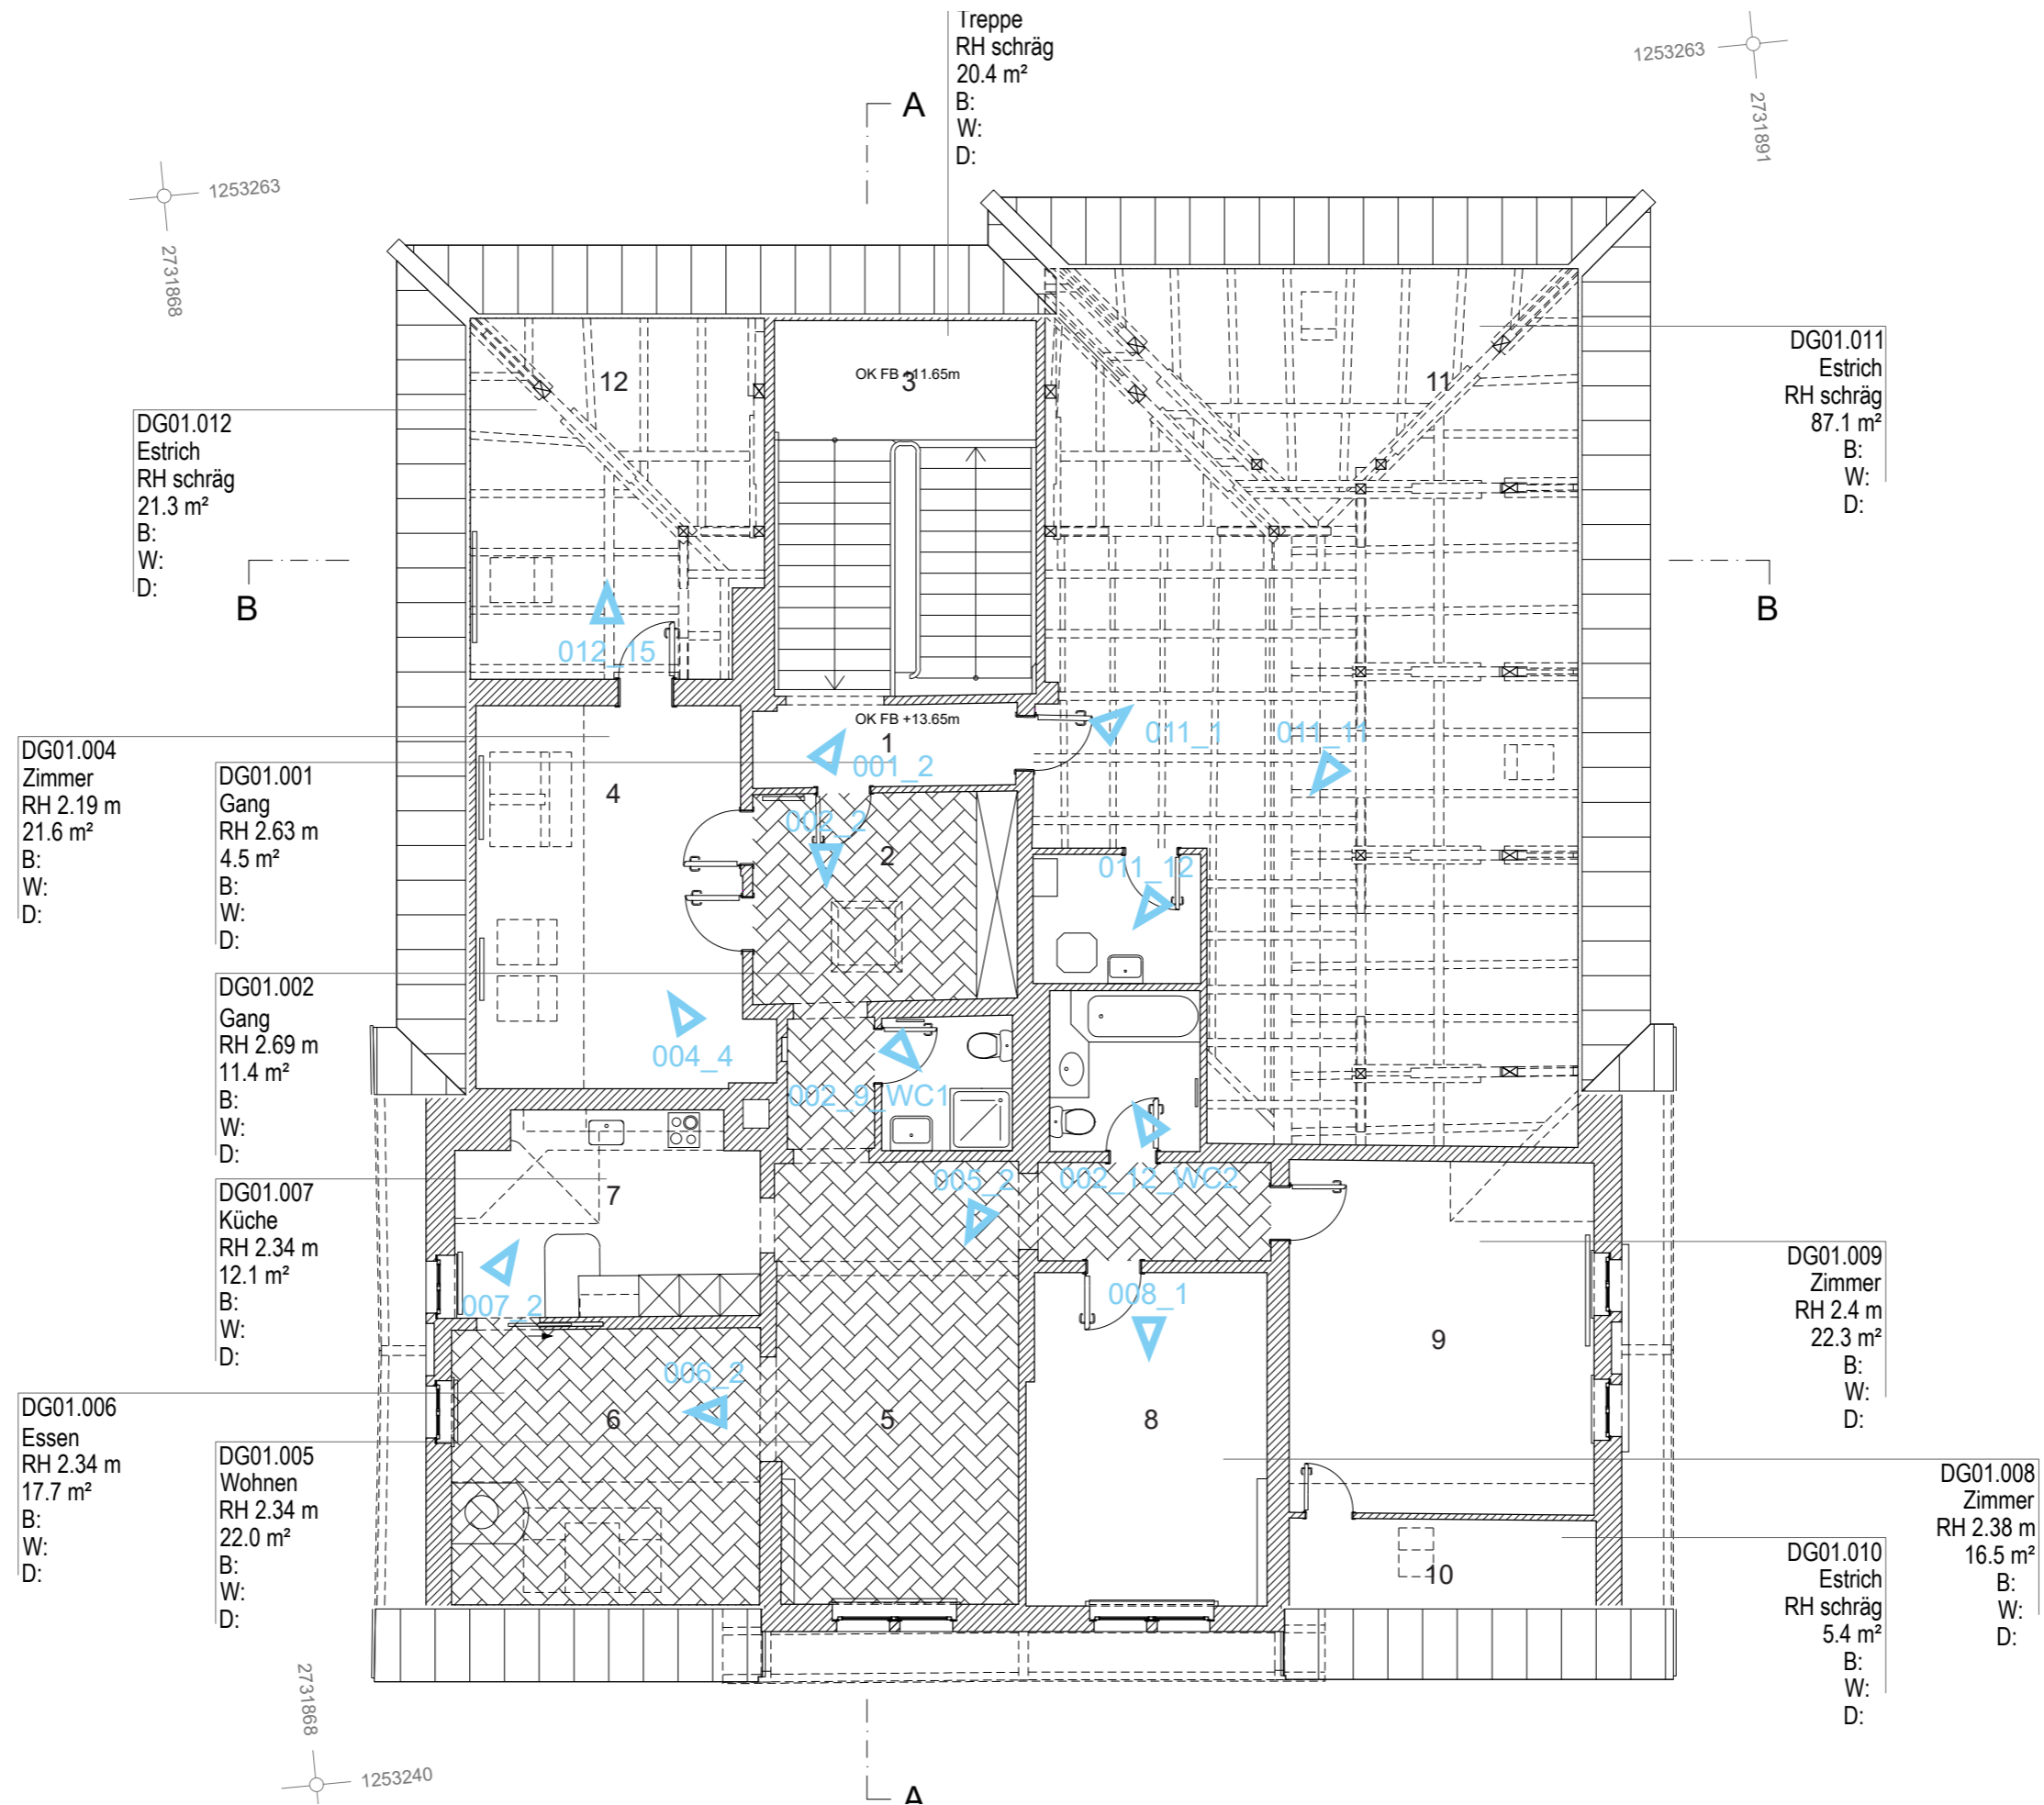 Treppe
RH schräg
20.4 m²
B:
W:
D:
1253263
2731891
A
1253263
2731868
DG01.011
Estrich
RH schräg
87.1 m²
B:
W:
D:
12
OK FB +11.65m
3
11
DG01.012
Estrich
RH schräg
21.3 m²
B:
W:
D:
B
B
012_15
DG01.004
Zimmer
RH 2.19 m
21.6 m²
B:
W:
D:
DG01.001
Gang
RH 2.63 m
4.5 m²
B:
W:
D:
OK FB +13.65m
1
001_2
011_1
011_11
4
002_2
2
011_12
DG01.002
Gang
RH 2.69 m
11.4 m²
B:
W:
D:
004_4
002_9_WC1
DG01.007
Küche
RH 2.34 m
12.1 m²
B:
W:
D:
7
005_2
002_12_WC2
007_2
008_1
DG01.009
Zimmer
RH 2.4 m
22.3 m²
B:
W:
D:
9
006_2
6
5
8
DG01.006
Essen
RH 2.34 m
17.7 m²
B:
W:
D:
DG01.005
Wohnen
RH 2.34 m
22.0 m²
B:
W:
D:
DG01.008
Zimmer
RH 2.38 m
16.5 m²
B:
W:
D:
DG01.010
Estrich
RH schräg
5.4 m²
B:
W:
D:
10
2731868
1253240
A